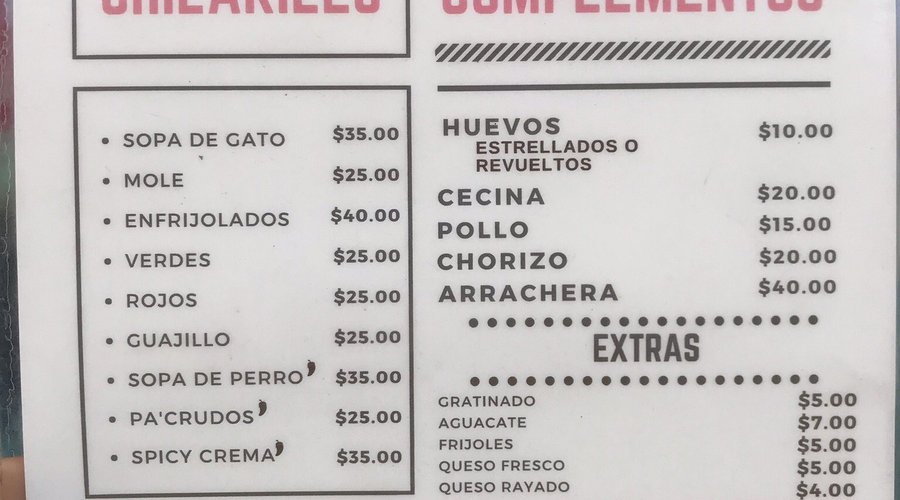 CHILAKILES
COMPLEMENTOS
• SOPA DE GATO $35.00
• MOLE $25.00
• ENFRIJOLADOS $40.00
• VERDES $25.00
• ROJOS $25.00
• GUAJILLO $25.00
• SOPA DE PERRO $35.00
• PA'CRUDOS $25.00
• SPICY CREMA $35.00
HUEVOS $10.00
ESTRELLADOS O
REVUELTOS
CECINA $20.00
POLLO $15.00
CHORIZO $20.00
ARRACHERA $40.00
EXTRAS
GRATINADO $5.00
AGUACATE $7.00
FRIJOLES $5.00
QUESO FRESCO $5.00
QUESO RAYADO $4.00